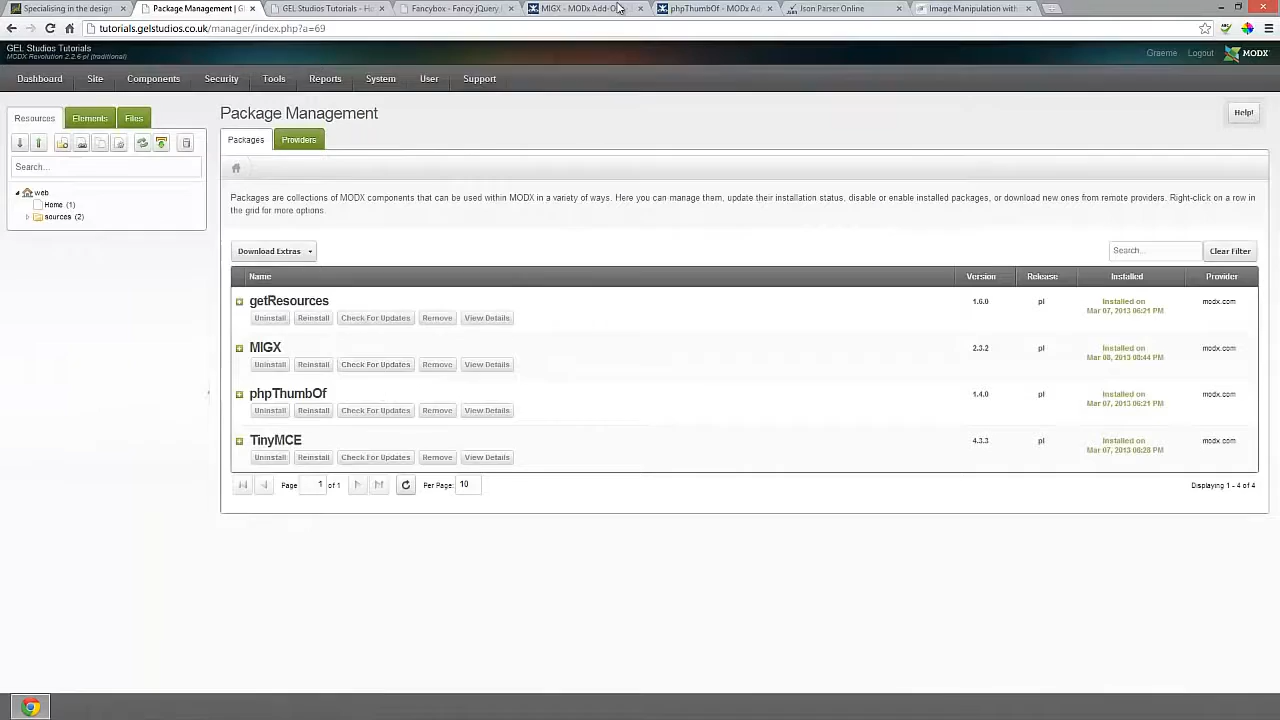 Specialising in the design
Package Management | G
GEL Studios Tutorials - H
Fancybox - Fancy jQuery
MIGX - MODx Add-O
phpThumbOf - MODx Ad
Json Parser Online
Image Manipulation with
tutorials.gelstudios.co.uk/manager/index.php?a=69
GEL Studios Tutorials
MODX Revolution 2.2.6-pl (traditional)
Graeme Logout MODX
Dashboard Site Components Security Tools Reports System User Support
Resources Elements Files
Package Management
Help!
Packages Providers
Search...
web
Home (1)
sources (2)
Packages are collections of MODX components that can be used within MODX in a variety of ways. Here you can manage them, update their installation status, disable or enable installed packages, or download new ones from remote providers. Right-click on a row in
the grid for more options.
Download Extras
Search...
Clear Filter
Name Version Release Installed Provider
getResources 1.6.0 pl Installed on Mar 07, 2013 06:21 PM modx.com
Uninstall Reinstall Check For Updates Remove View Details
MIGX 2.3.2 pl Installed on Mar 08, 2013 08:44 PM modx.com
Uninstall Reinstall Check For Updates Remove View Details
phpThumbOf 1.4.0 pl Installed on Mar 07, 2013 06:21 PM modx.com
Uninstall Reinstall Check For Updates Remove View Details
TinyMCE 4.3.3 pl Installed on Mar 07, 2013 06:28 PM modx.com
Uninstall Reinstall Check For Updates Remove View Details
Page 1 of 1 Per Page: 10 Displaying 1 - 4 of 4